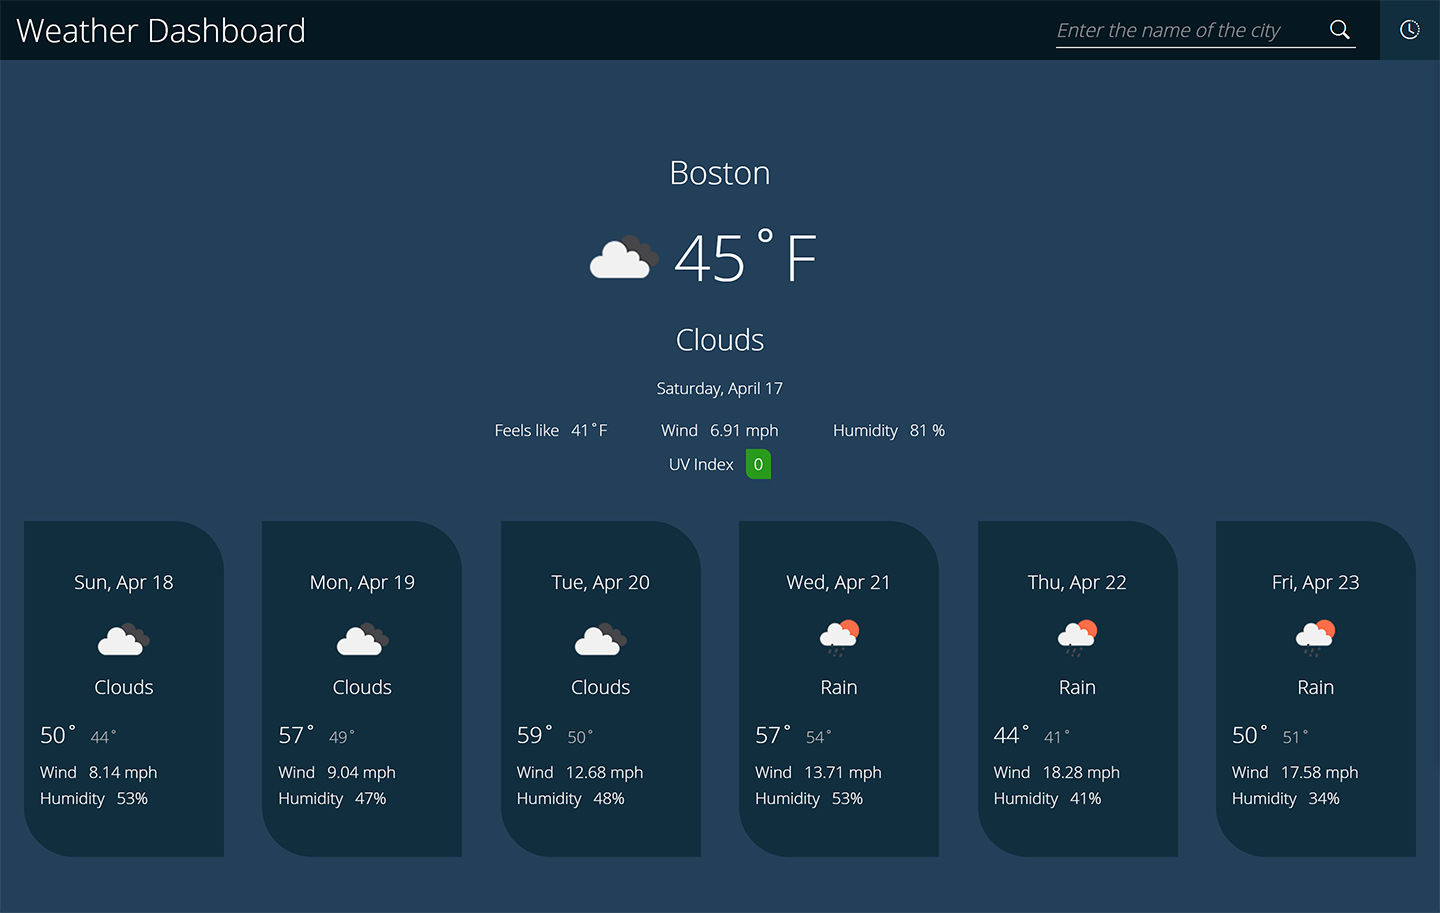 Weather Dashboard
Enter the name of the city
Boston
45˚F
Clouds
Saturday, April 17
Feels like 41˚F Wind 6.91 mph Humidity 81 %
UV Index 0
Sun, Apr 18
Clouds
50˚ 44˚
Wind 8.14 mph
Humidity 53%
Mon, Apr 19
Clouds
57˚ 49˚
Wind 9.04 mph
Humidity 47%
Tue, Apr 20
Clouds
59˚ 50˚
Wind 12.68 mph
Humidity 48%
Wed, Apr 21
Rain
57˚ 54˚
Wind 13.71 mph
Humidity 53%
Thu, Apr 22
Rain
44˚ 41˚
Wind 18.28 mph
Humidity 41%
Fri, Apr 23
Rain
50˚ 51˚
Wind 17.58 mph
Humidity 34%